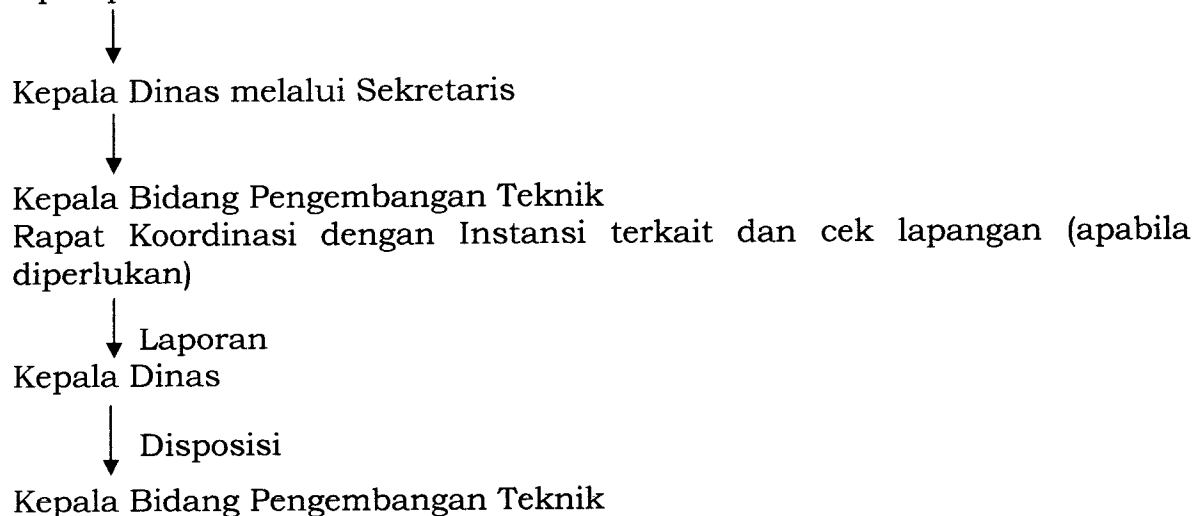 Kepala Dinas melalui Sekretaris
Kepala Bidang Pengembangan Teknik
Rapat Koordinasi dengan Instansi terkait dan cek lapangan (apabila
diperlukan)
Laporan
Kepala Dinas
Disposisi
Kepala Bidang Pengembangan Teknik